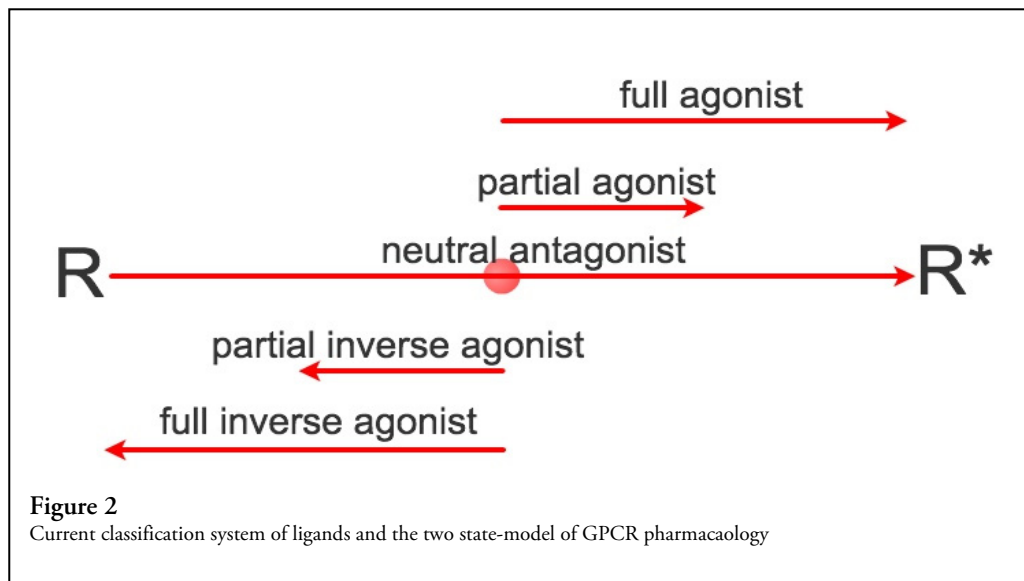 full agonist
partial agonist
neutral antagonist
R R*
partial inverse agonist
full inverse agonist
Figure 2
Current classification system of ligands and the two state-model of GPCR pharmacaology